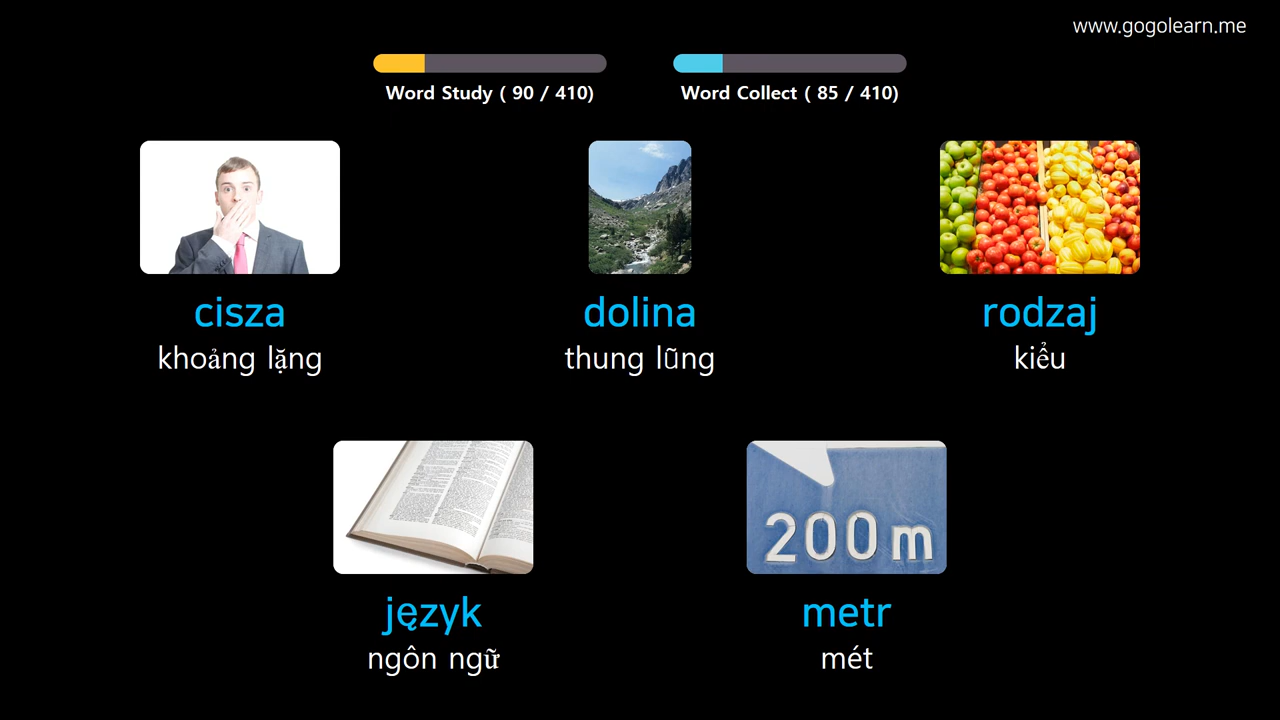 www.gogolearn.me
Word Study ( 90 / 410)
Word Collect ( 85 / 410)
cisza
khoảng lặng
dolina
thung lũng
rodzaj
kiểu
200 m
język
ngôn ngữ
metr
mét